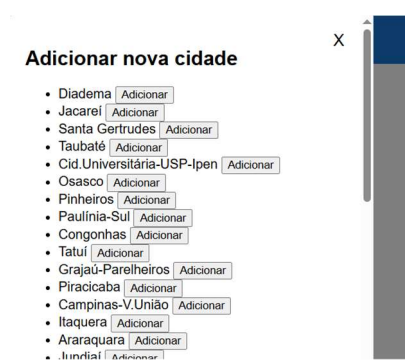 X
Adicionar nova cidade
Diadema Adicionar
Jacareí Adicionar
Santa Gertrudes Adicionar
Taubaté Adicionar
Cid.Universitária-USP-Ipen Adicionar
Osasco Adicionar
Pinheiros Adicionar
Paulínia-Sul Adicionar
Congonhas Adicionar
Tatuí Adicionar
Grajaú-Parelheiros Adicionar
Piracicaba Adicionar
Campinas-V.União Adicionar
Itaquera Adicionar
Araraquara Adicionar
Jundiaí Adicionar